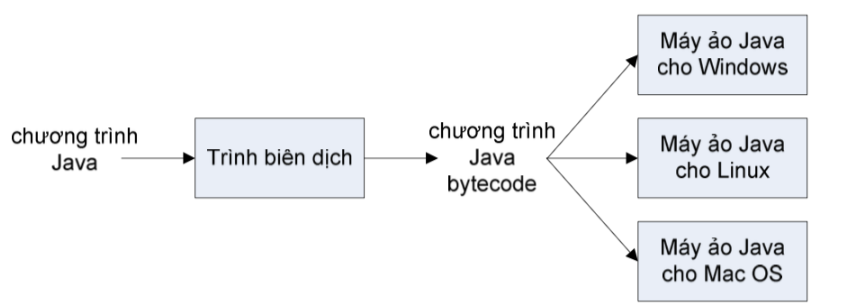 chương trình
Java
Trình biên dịch
chương trình
Java
bytecode
Máy ảo Java
cho Windows
Máy ảo Java
cho Linux
Máy ảo Java
cho Mac OS